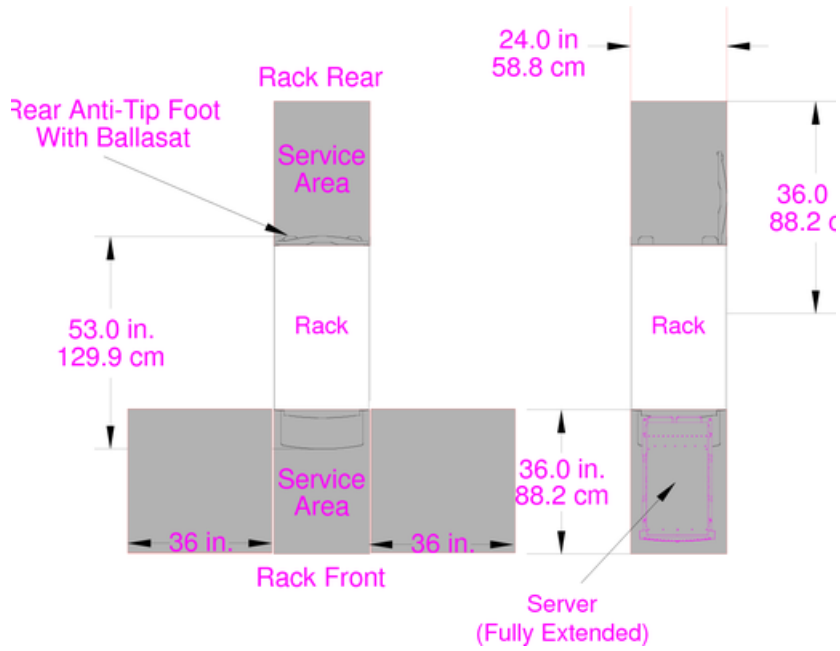 24.0 in
58.8 cm
Rack Rear
Rear Anti-Tip Foot
With Ballasat
Service
Area
36.0
88.2 c
53.0 in.
129.9 cm
Rack
Rack
Service
Area
36 in.
36 in.
36.0 in.
88.2 cm
Rack Front
Server
(Fully Extended)